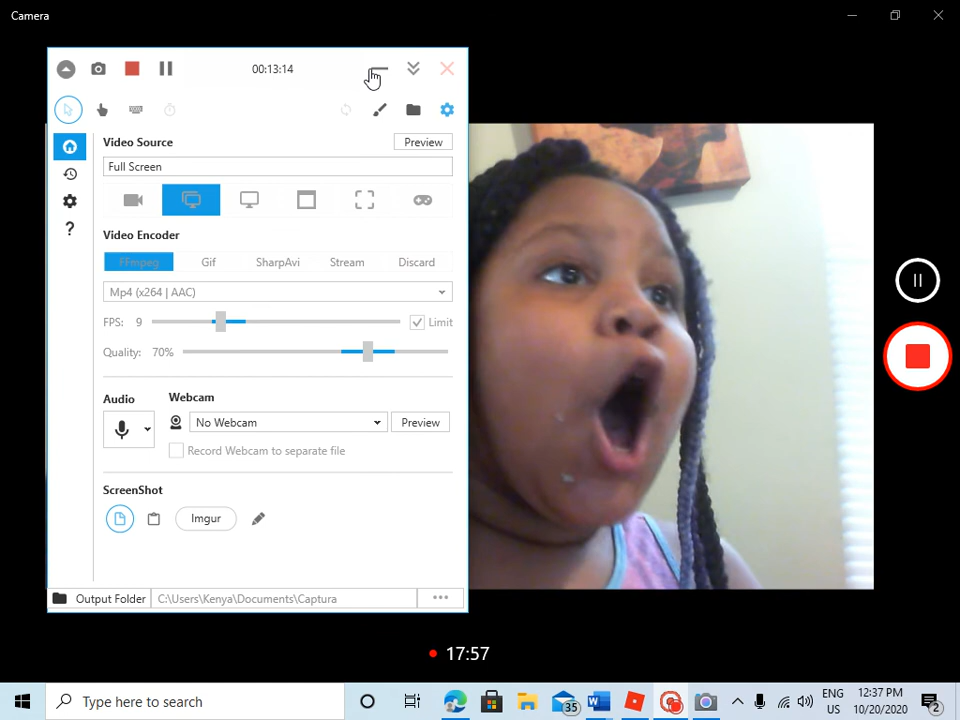 Camera
00:13:14
Video Source
Preview
Full Screen
Video Encoder
FFmpeg Gif SharpAvi Stream Discard
Mp4 (x264 | AAC)
FPS: 9 Limit
Quality: 70%
Audio
Webcam
No Webcam Preview
Record Webcam to separate file
ScreenShot
Imgur
Output Folder C:\Users\Kenya\Documents\Captura ...
17:57
Type here to search
35
ENG
US
12:37 PM
10/20/2020
2